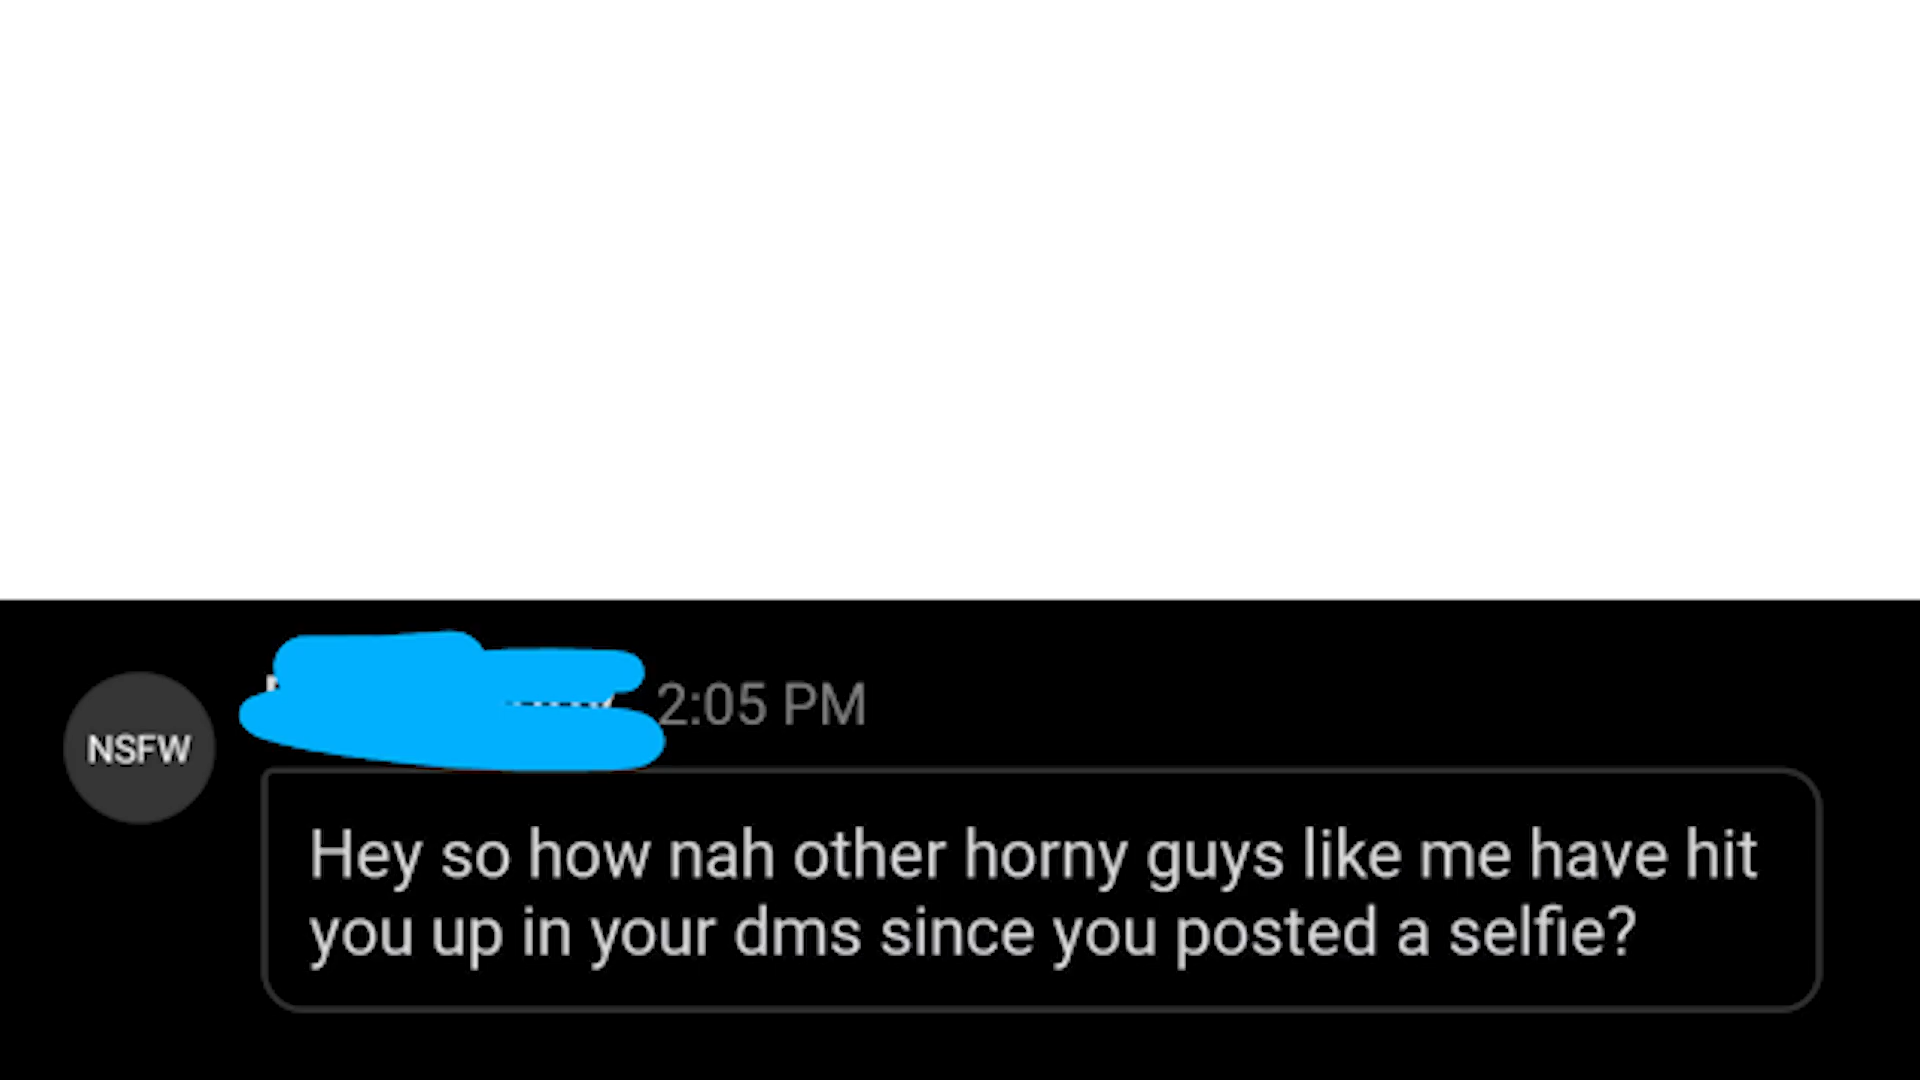 2:05 PM
NSFW
Hey so how nah other horny guys like me have hit
you up in your dms since you posted a selfie?